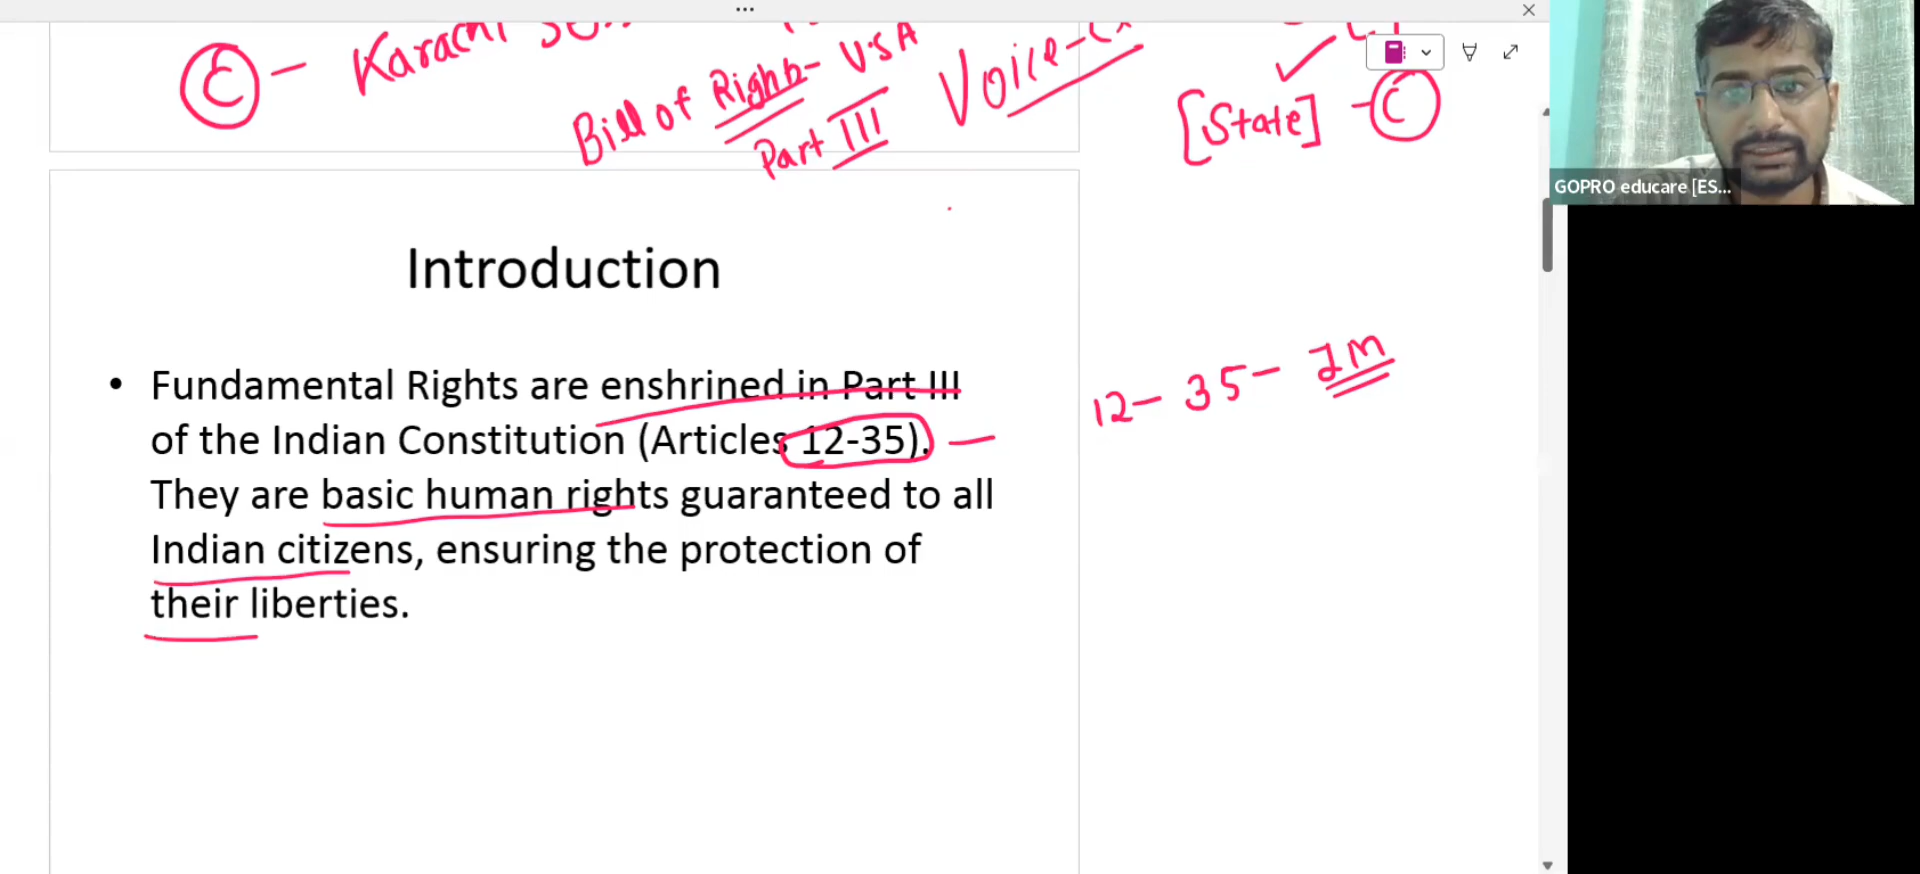 ...
Ⓒ - Karachi
Bill of Rights - USA
Part III
Voice
[State] - Ⓒ
GOPRO educare [ES...
Introduction
12 - 35 - IM
• Fundamental Rights are enshrined in Part III
of the Indian Constitution (Articles 12-35).
They are basic human rights guaranteed to all
Indian citizens, ensuring the protection of
their liberties.